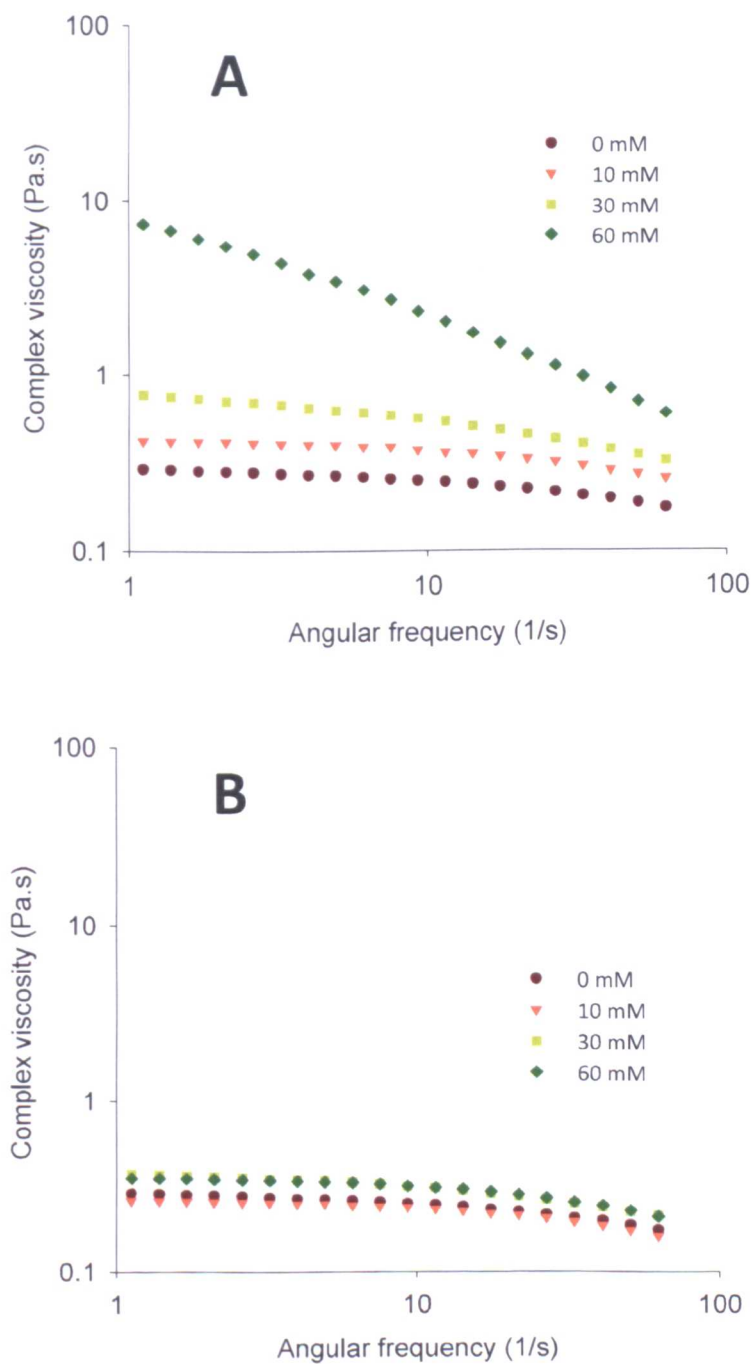 A
100
10
1
0.1
Complex viscosity (Pa.s)
0 mM
10 mM
30 mM
60 mM
1
10
100
Angular frequency (1/s)
B
100
10
1
0.1
Complex viscosity (Pa.s)
0 mM
10 mM
30 mM
60 mM
1
10
100
Angular frequency (1/s)